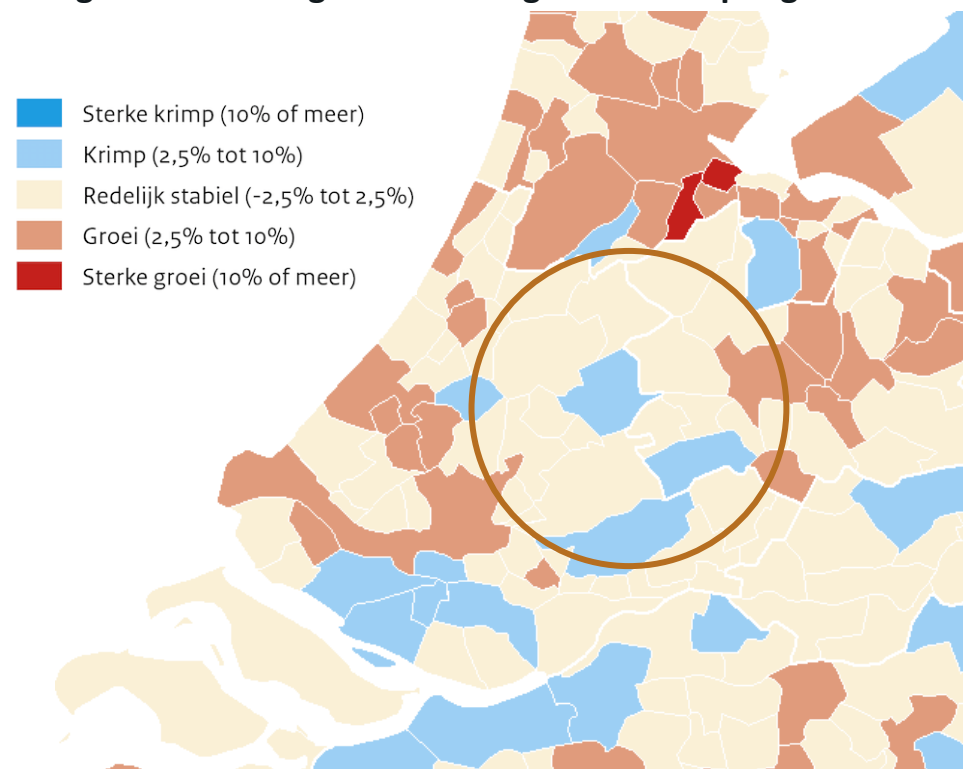 Sterke krimp (10% of meer)
Krimp (2,5% tot 10%)
Redelijk stabiel (-2,5% tot 2,5%)
Groei (2,5% tot 10%)
Sterke groei (10% of meer)